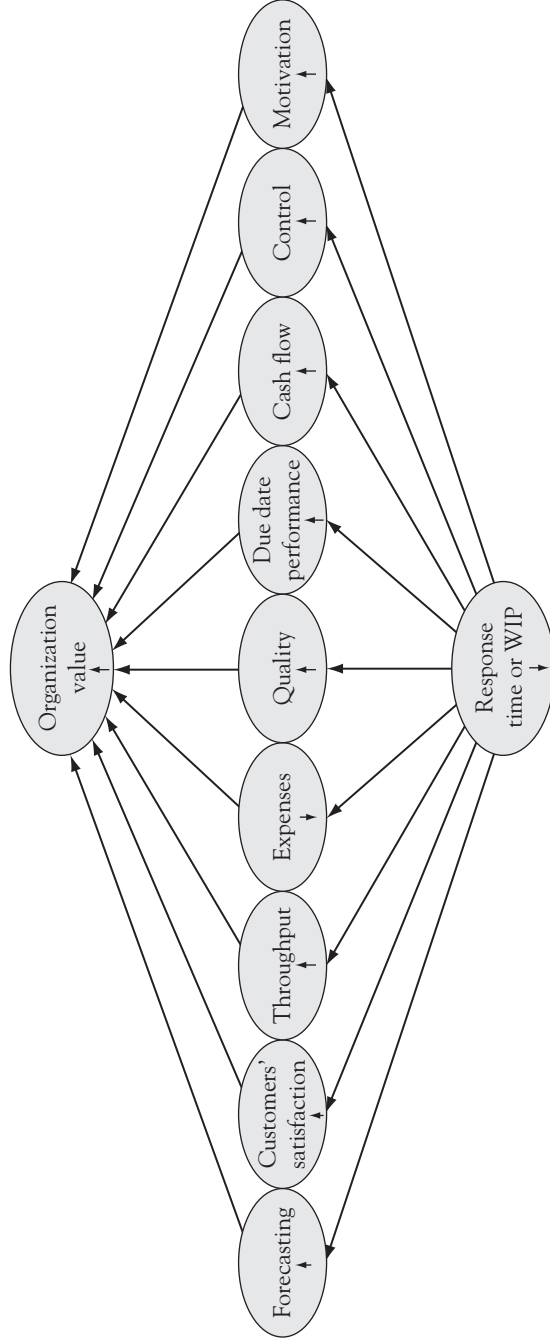 Organization
value
Forecasting
Customers'
satisfaction
Throughput
Expenses
Quality
Due date
performance
Cash flow
Control
Motivation
Response
time or WIP